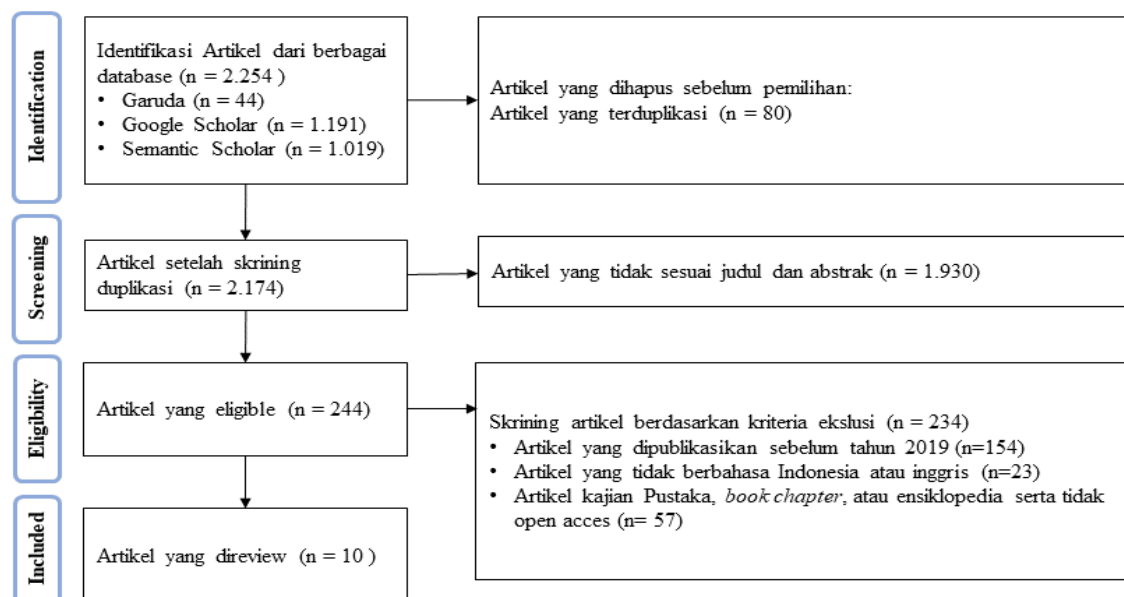 Identification
Identifikasi Artikel dari berbagai
database (n = 2.254 )
• Garuda (n = 44)
• Google Scholar (n = 1.191)
• Semantic Scholar (n = 1.019)
Artikel yang dihapus sebelum pemilihan:
Artikel yang terduplikasi (n = 80)
Screening
Artikel setelah skrining
duplikasi (n = 2.174)
Artikel yang tidak sesuai judul dan abstrak (n = 1.930)
Eligibility
Artikel yang eligible (n = 244)
Skrining artikel berdasarkan kriteria ekslusi (n = 234)
• Artikel yang dipublikasikan sebelum tahun 2019 (n=154)
• Artikel yang tidak berbahasa Indonesia atau inggris (n=23)
• Artikel kajian Pustaka, book chapter, atau ensiklopedia serta tidak
open acces (n= 57)
Included
Artikel yang direview (n = 10 )